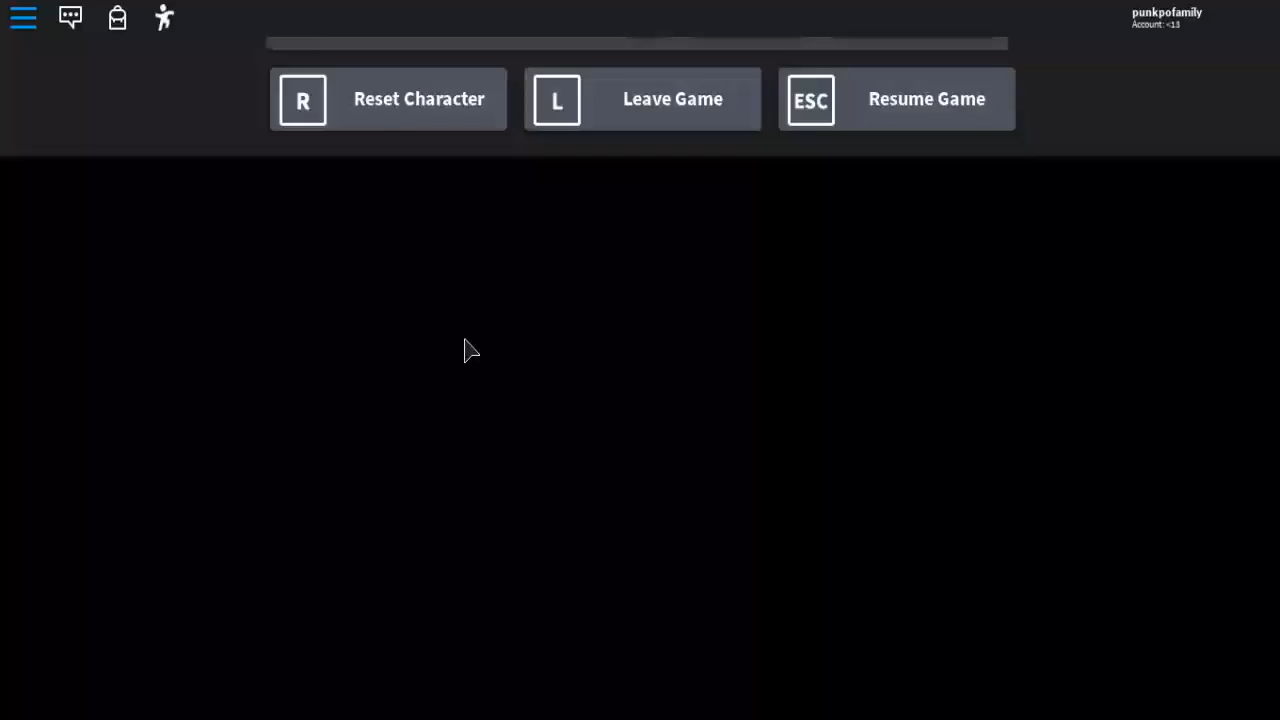 punkpofamily
Account: <13
R Reset Character
L Leave Game
ESC Resume Game